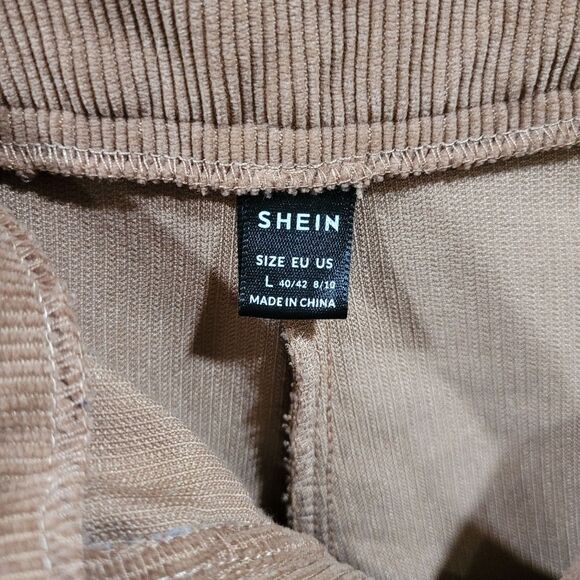 SHEIN
SIZE EU US
L 40/42 8/10
MADE IN CHINA